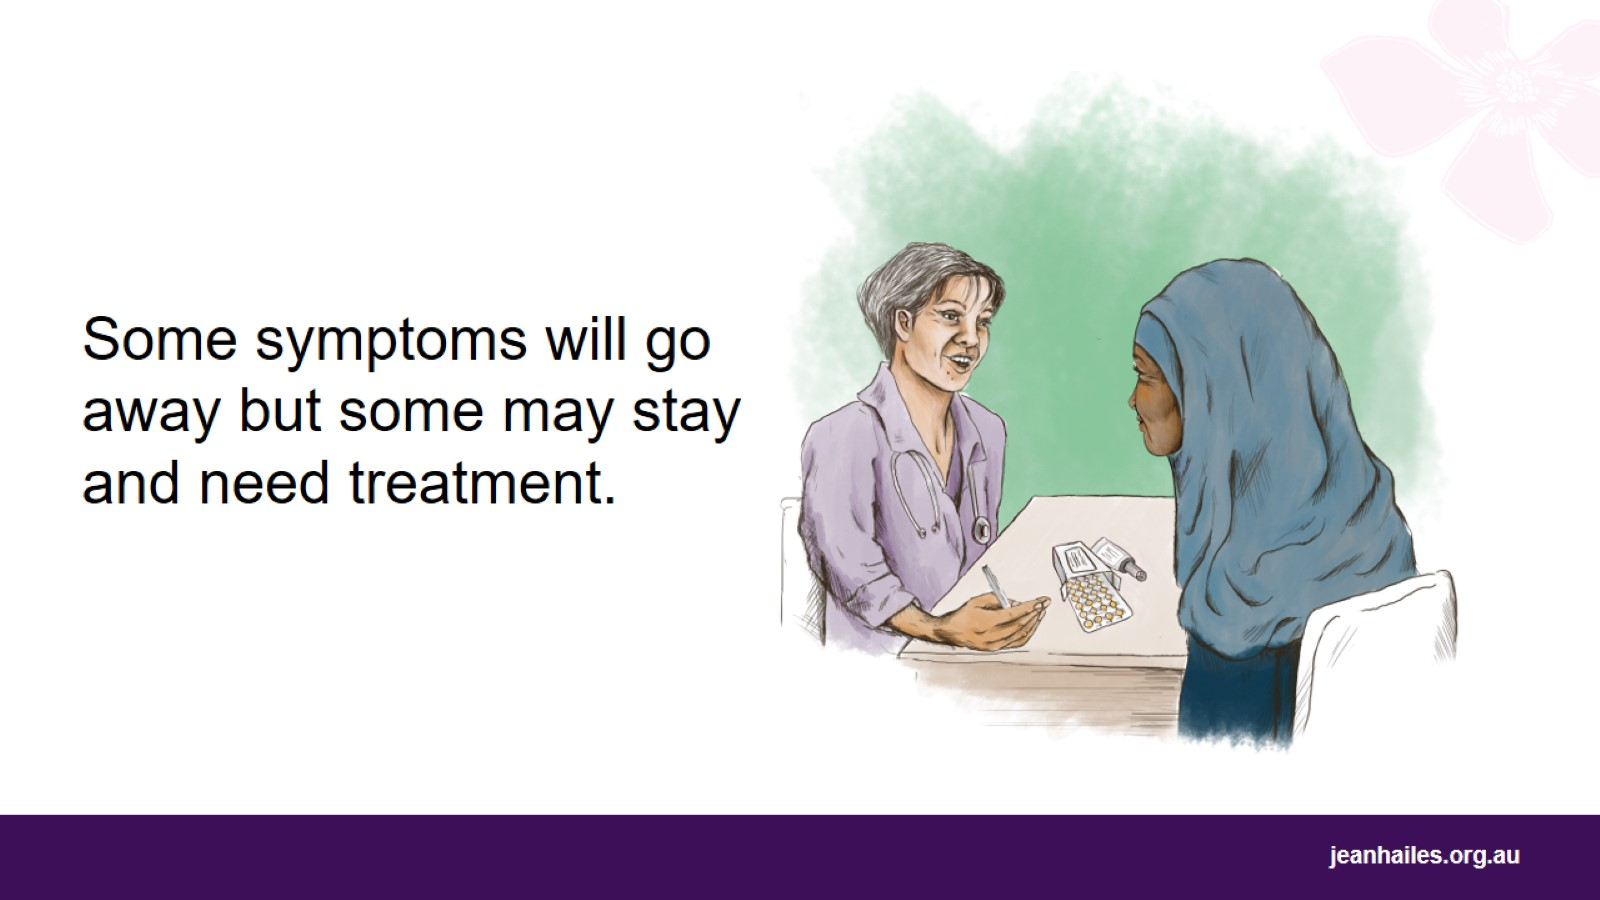 Some symptoms will go
away but some may stay
and need treatment.
jeanhailes.org.au